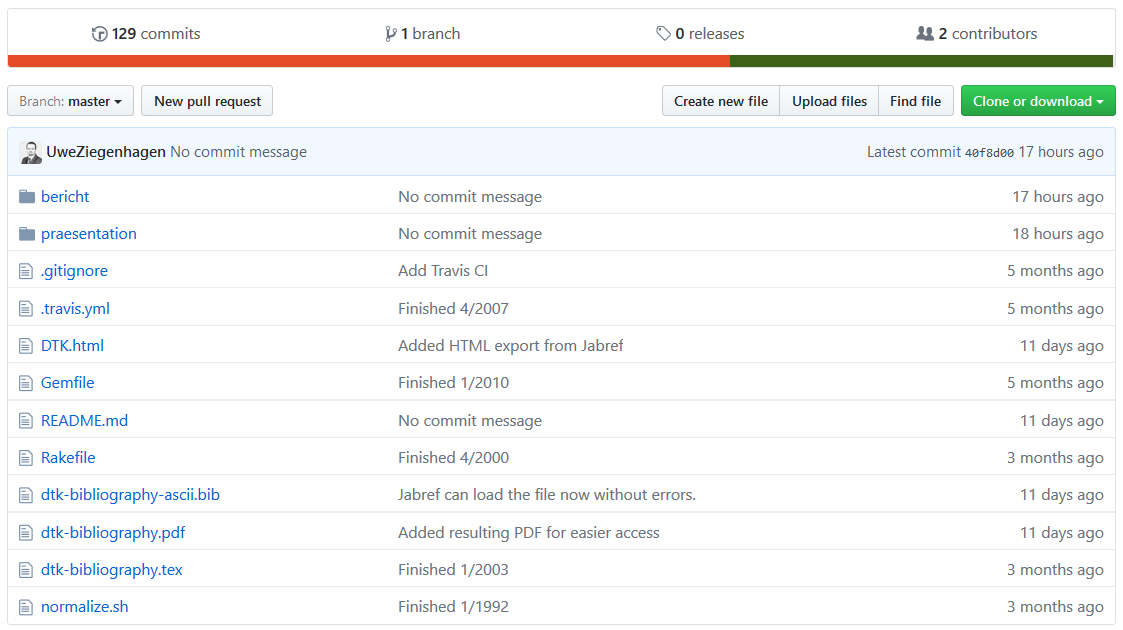 129 commits 1 branch 0 releases 2 contributors
Branch: master New pull request Create new file Upload files Find file Clone or download
UweZiegenhagen No commit message Latest commit 40f8d00 17 hours ago
bericht No commit message 17 hours ago
praesentation No commit message 18 hours ago
.gitignore Add Travis CI 5 months ago
.travis.yml Finished 4/2007 5 months ago
DTK.html Added HTML export from Jabref 11 days ago
Gemfile Finished 1/2010 5 months ago
README.md No commit message 11 days ago
Rakefile Finished 4/2000 3 months ago
dtk-bibliography-ascii.bib Jabref can load the file now without errors. 11 days ago
dtk-bibliography.pdf Added resulting PDF for easier access 11 days ago
dtk-bibliography.tex Finished 1/2003 3 months ago
normalize.sh Finished 1/1992 3 months ago